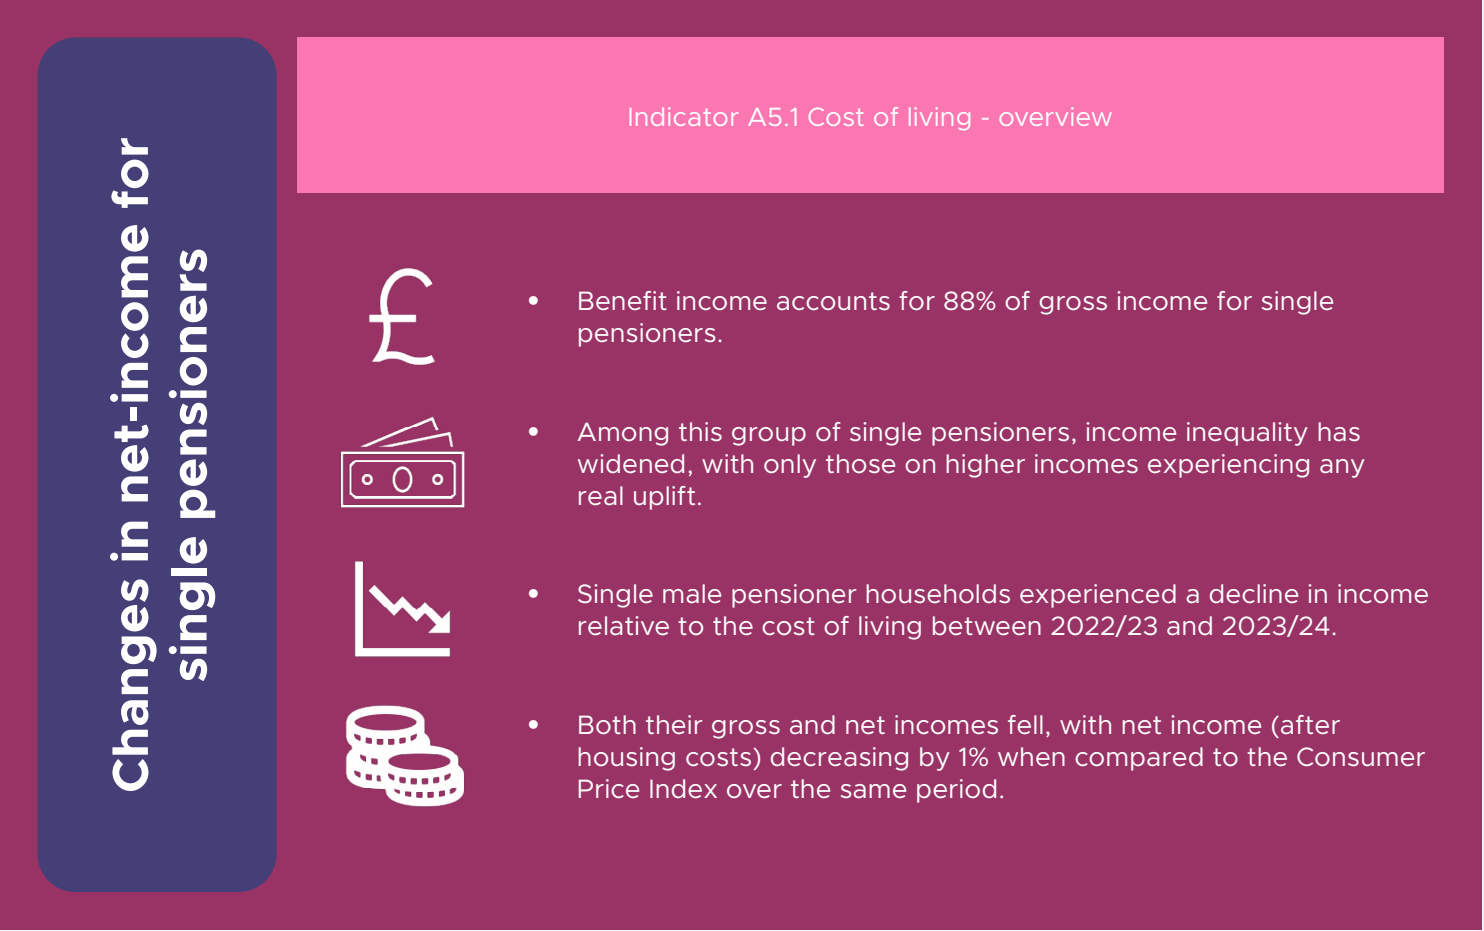 Changes in net-income for
single pensioners
Indicator A5.1 Cost of living - overview
• Benefit income accounts for 88% of gross income for single
pensioners.
• Among this group of single pensioners, income inequality has
widened, with only those on higher incomes experiencing any
real uplift.
• Single male pensioner households experienced a decline in income
relative to the cost of living between 2022/23 and 2023/24.
• Both their gross and net incomes fell, with net income (after
housing costs) decreasing by 1% when compared to the Consumer
Price Index over the same period.